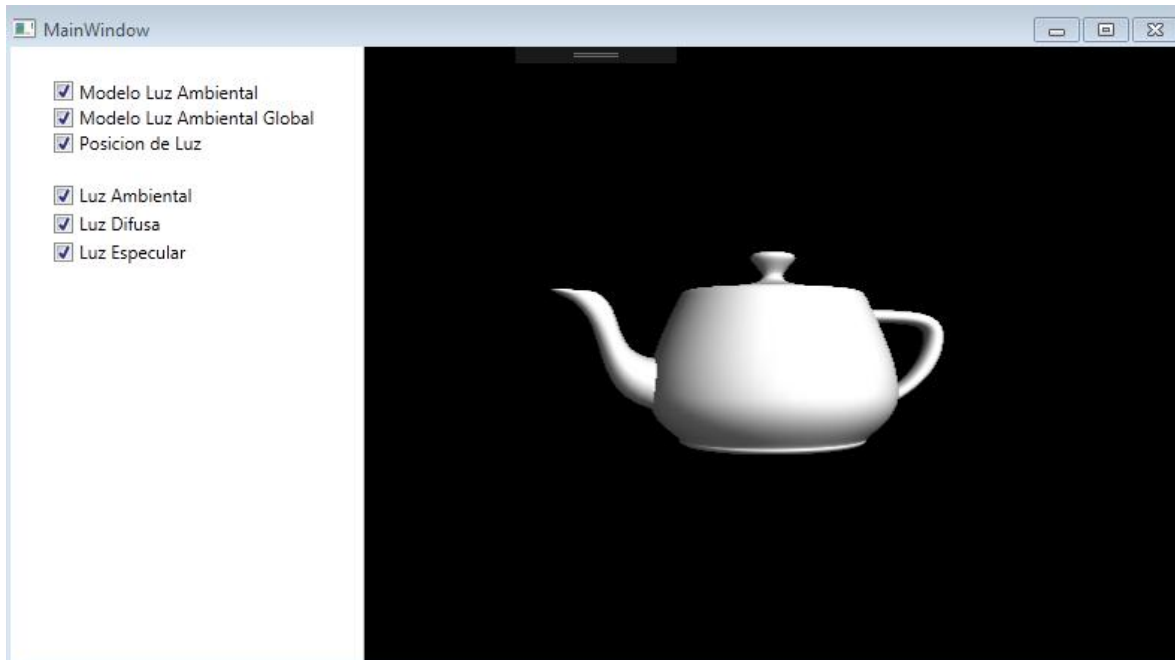 MainWindow
Modelo Luz Ambiental
Modelo Luz Ambiental Global
Posicion de Luz
Luz Ambiental
Luz Difusa
Luz Especular